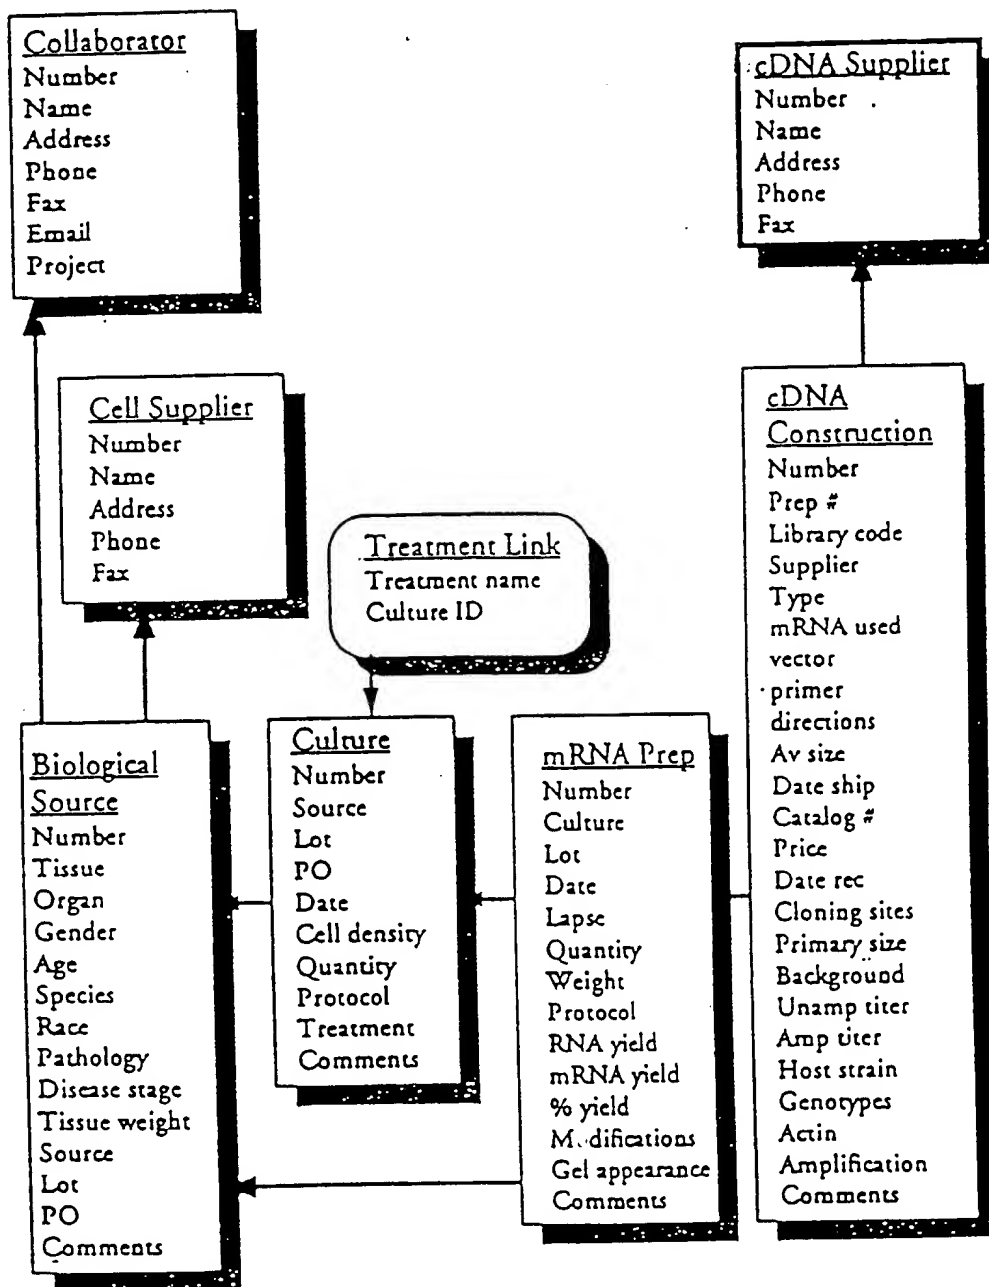 Collaborator
Number
Name
Address
Phone
Fax
Email
Project
cDNA Supplier
Number
Name
Address
Phone
Fax
Cell Supplier
Number
Name
Address
Phone
Fax
Treatment Link
Treatment name
Culture ID
Biological
Source
Number
Tissue
Organ
Gender
Age
Species
Race
Pathology
Disease stage
Tissue weight
Source
Lot
PO
Comments
Culture
Number
Source
Lot
PO
Date
Cell density
Quantity
Protocol
Treatment
Comments
mRNA Prep
Number
Culture
Lot
Date
Lapse
Quantity
Weight
Protocol
RNA yield
mRNA yield
% yield
Modifications
Gel appearance
Comments
cDNA
Construction
Number
Prep #
Library code
Supplier
Type
mRNA used
vector
primer
directions
Av size
Date ship
Catalog #
Price
Date rec
Cloning sites
Primary size
Background
Unamp titer
Amp titer
Host strain
Genotypes
Actin
Amplification
Comments